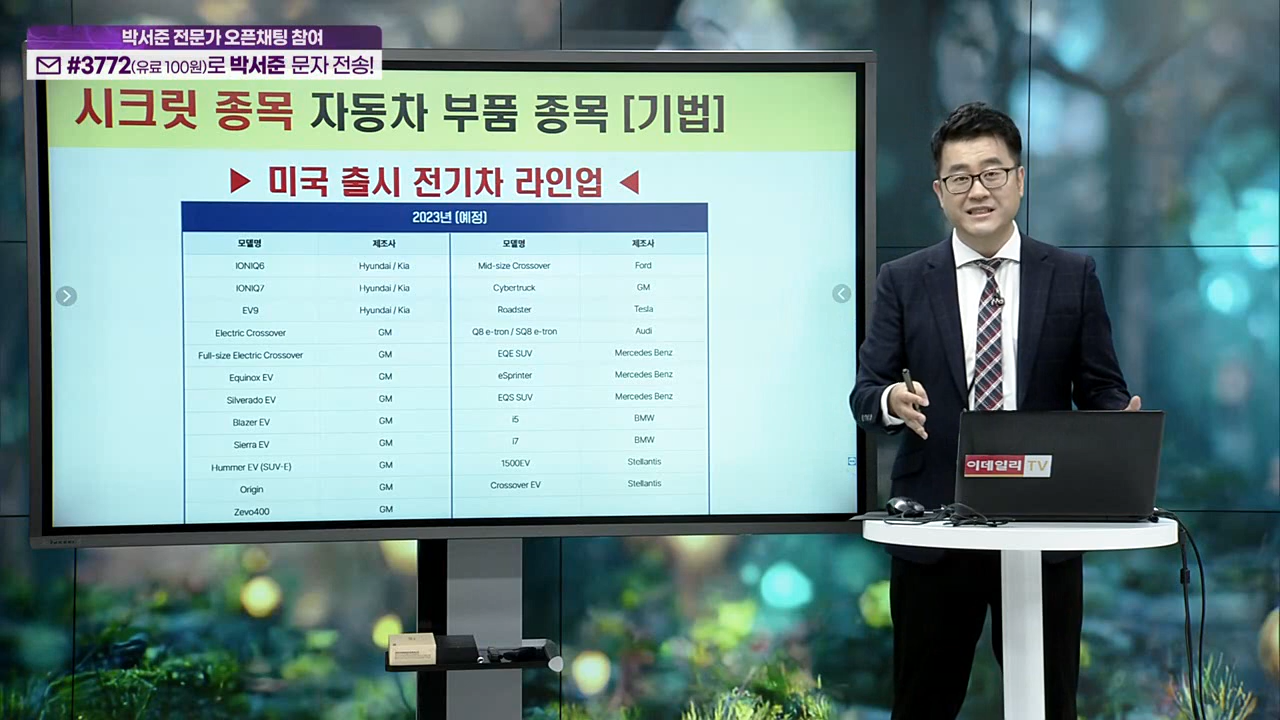 박서준 전문가 오픈채팅 참여
#3772(유료 100원)로 박서준 문자 전송!
시크릿 종목 자동차 부품 종목 [기법]
▶ 미국 출시 전기차 라인업 ◀
2023년 (예정)
모델명 제조사 모델명 제조사
IONIQ6 Hyundai / Kia Mid-size Crossover Ford
IONIQ7 Hyundai / Kia Cybertruck GM
EV9 Hyundai / Kia Roadster Tesla
Electric Crossover GM Q8 e-tron / SQ8 e-tron Audi
Full-size Electric Crossover GM EQE SUV Mercedes Benz
Equinox EV GM eSprinter Mercedes Benz
Silverado EV GM EQS SUV Mercedes Benz
Blazer EV GM i5 BMW
Sierra EV GM i7 BMW
Hummer EV (SUV-E) GM 1500EV Stellantis
Origin GM Crossover EV Stellantis
Zevo400 GM
이데일리 TV